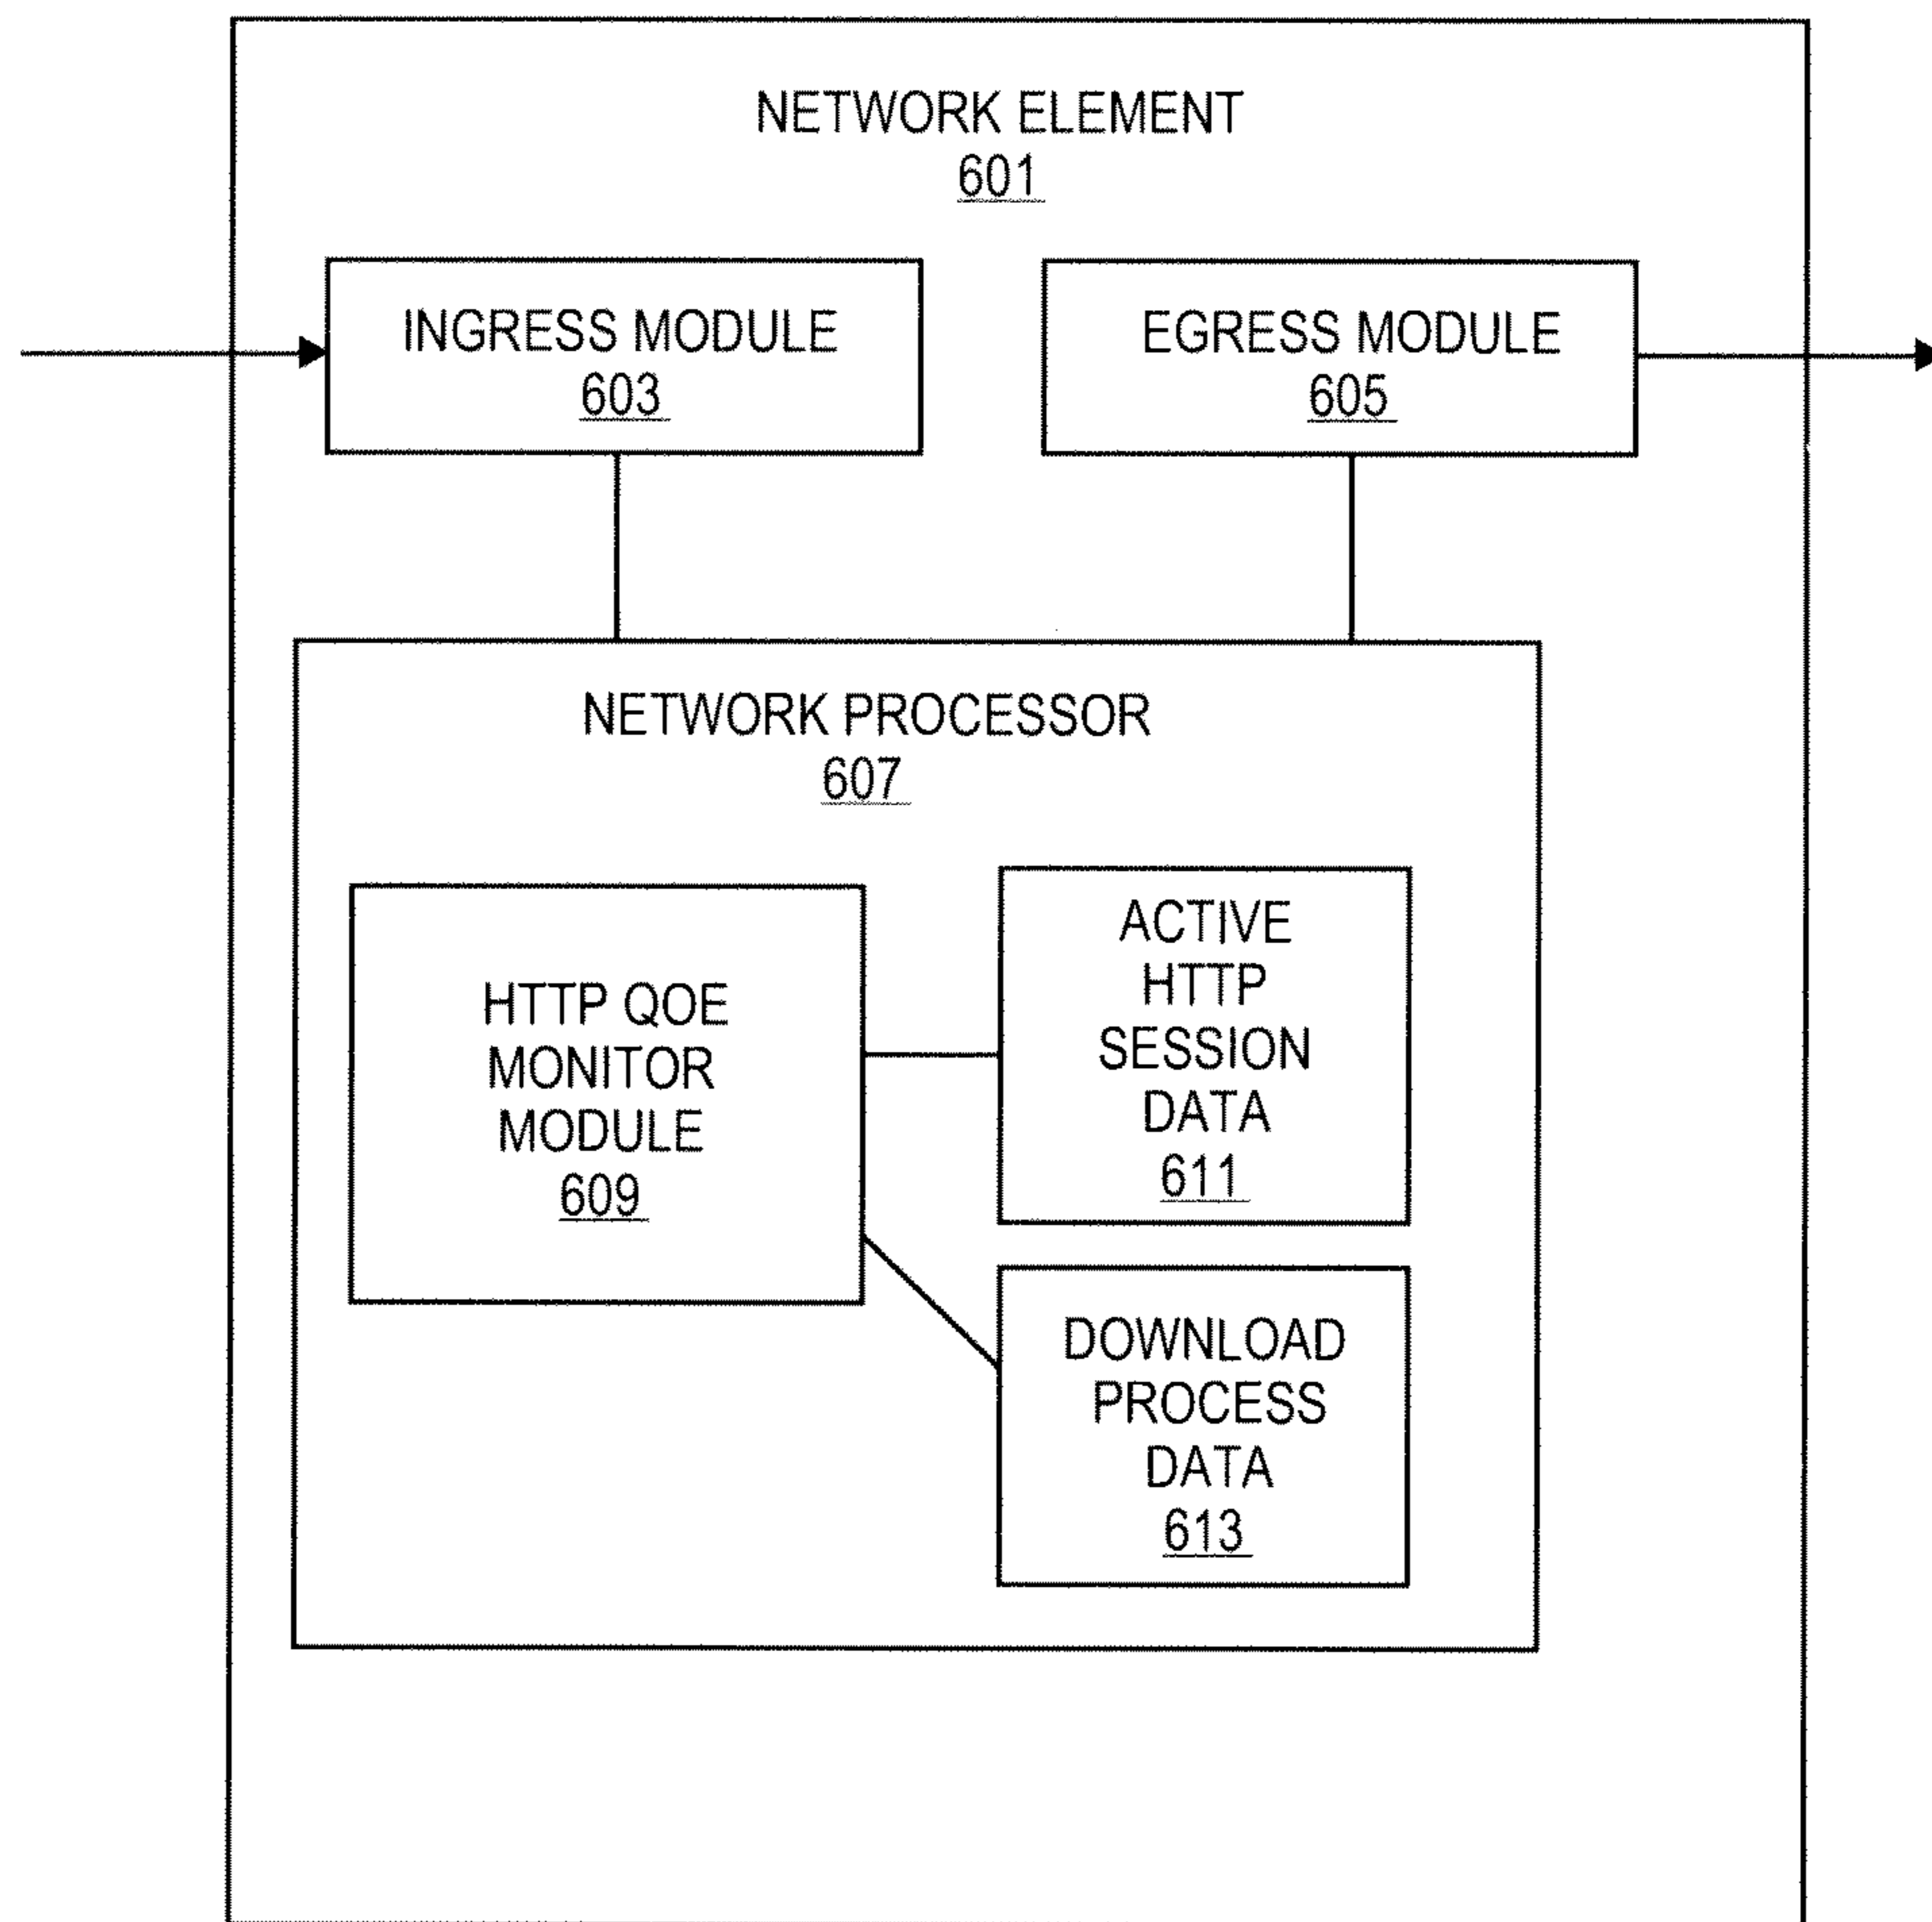 NETWORK ELEMENT
601
INGRESS MODULE
603
EGRESS MODULE
605
NETWORK PROCESSOR
607
HTTP QOE
MONITOR
MODULE
609
ACTIVE
HTTP
SESSION
DATA
611
DOWNLOAD
PROCESS
DATA
613